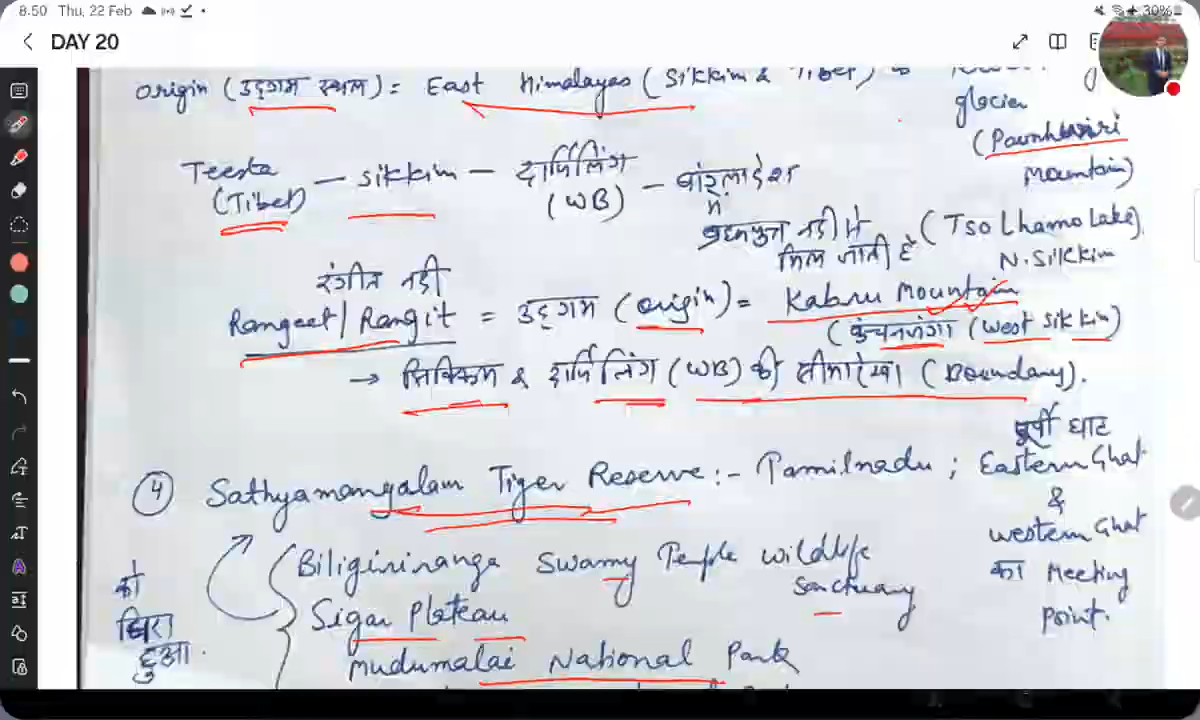 8.50 Thu, 22 Feb
30%
DAY 20
origin (उद्गम स्थल) = East Himalayas (Sikkim & Tibet)
glacier
(Pauhunri
Mountain)
Teesta
(Tibet) – Sikkim – दार्जिलिंग
(WB) – बांग्लादेश
में
ब्रह्मपुत्र नदी में
मिल जाती है
(Tso Lhamo Lake)
N. Sikkim
रंगीत नदी
Rangeet/Rangit = उद्गम (origin) = Kabru Mountain
(कंचनजंगा (West Sikkim)
→ सिक्किम & दार्जिलिंग (WB) की सीमारेखा (Boundary).
④ Sathyamangalam Tiger Reserve :- Tamilnadu ; Eastern Ghat
पूर्वी घाट
&
Western Ghat
का Meeting
Point.
को
घिरा
हुआ.
Biligiriranga Swamy Temple Wildlife
Sanctuary
Sigur Plateau
Mudumalai National Park